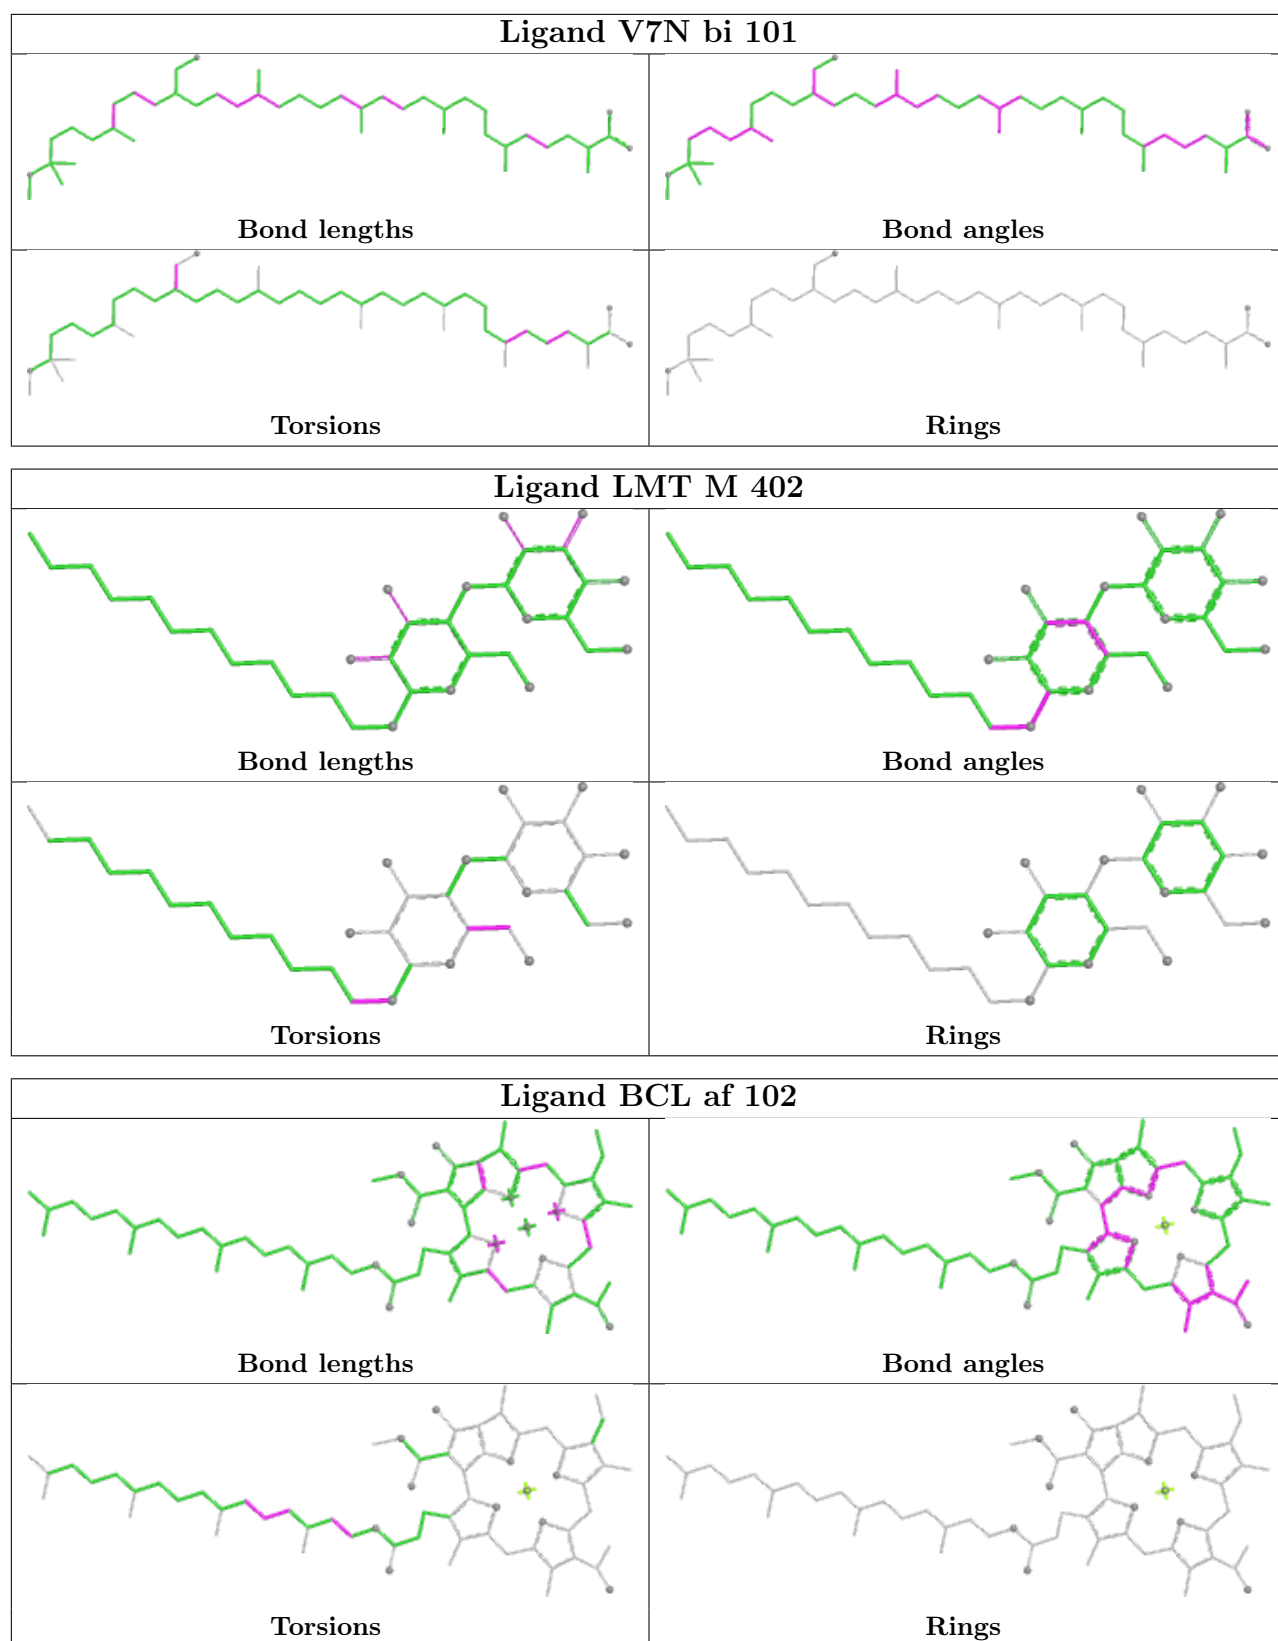 Ligand V7N bi 101
Bond lengths
Bond angles
Torsions
Rings
Ligand LMT M 402
Bond lengths
Bond angles
Torsions
Rings
Ligand BCL af 102
Bond lengths
Bond angles
Torsions
Rings